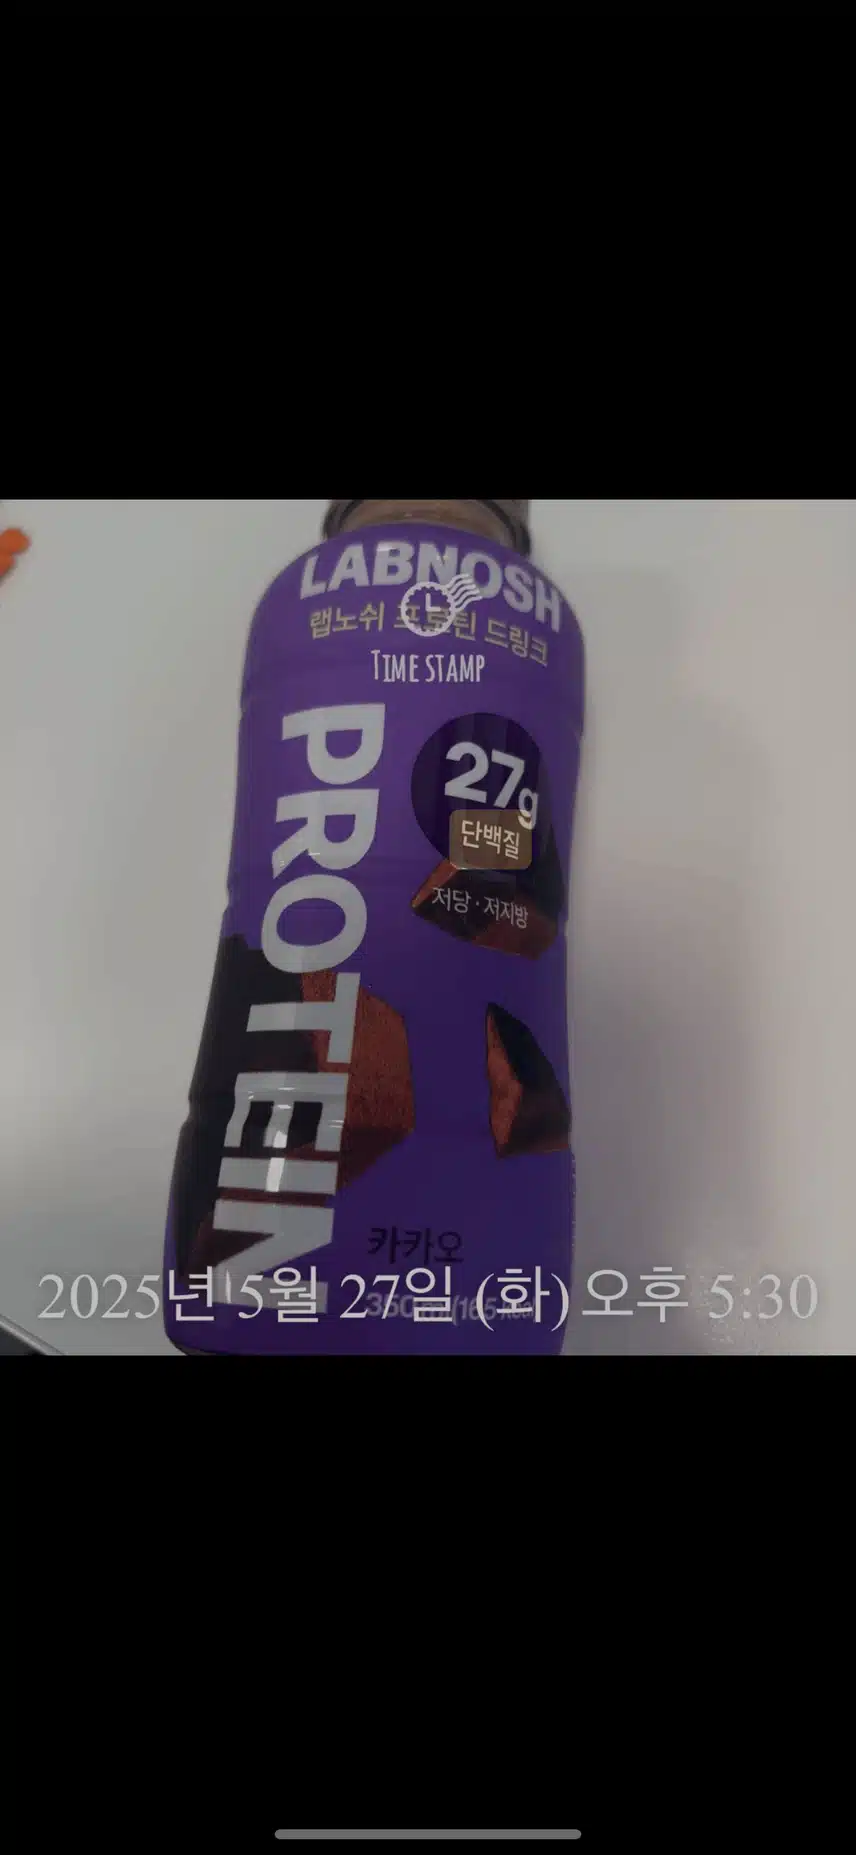 LABNOSH
랩노쉬 프로틴 드링크
TIME STAMP
PROTEIN
27g
단백질
저당·저지방
카카오
350ml(165kcal)
2025년 5월 27일 (화) 오후 5:30